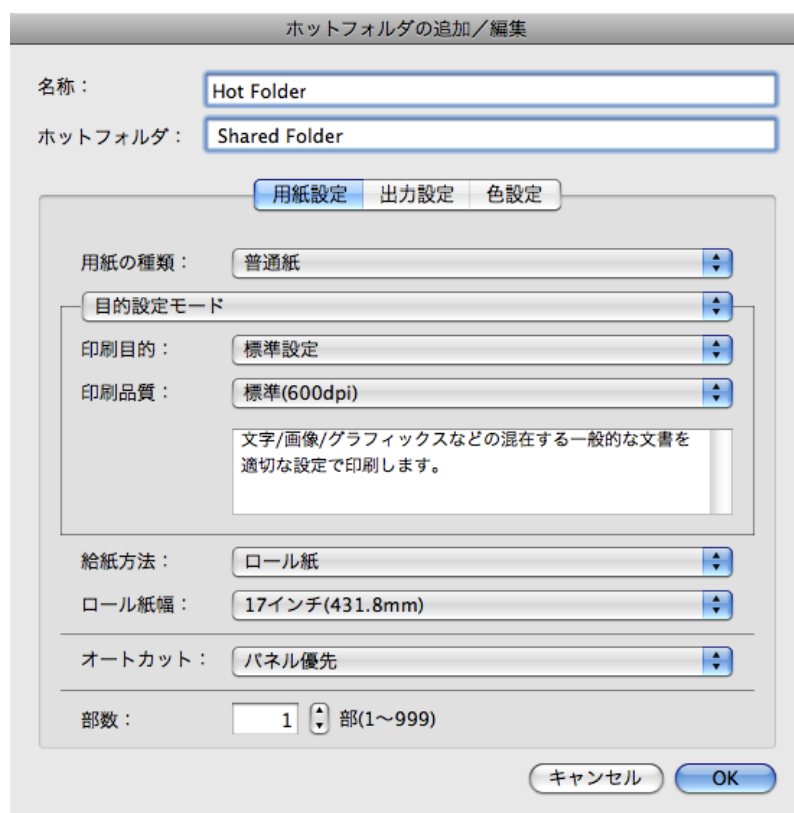 ホットフォルダの追加／編集
名称：
Hot Folder
ホットフォルダ：
Shared Folder
用紙設定 出力設定 色設定
用紙の種類：
普通紙
目的設定モード
印刷目的：
標準設定
印刷品質：
標準(600dpi)
文字/画像/グラフィックスなどの混在する一般的な文書を
適切な設定で印刷します。
給紙方法：
ロール紙
ロール紙幅：
17インチ(431.8mm)
オートカット：
パネル優先
部数：
1 部(1〜999)
キャンセル OK